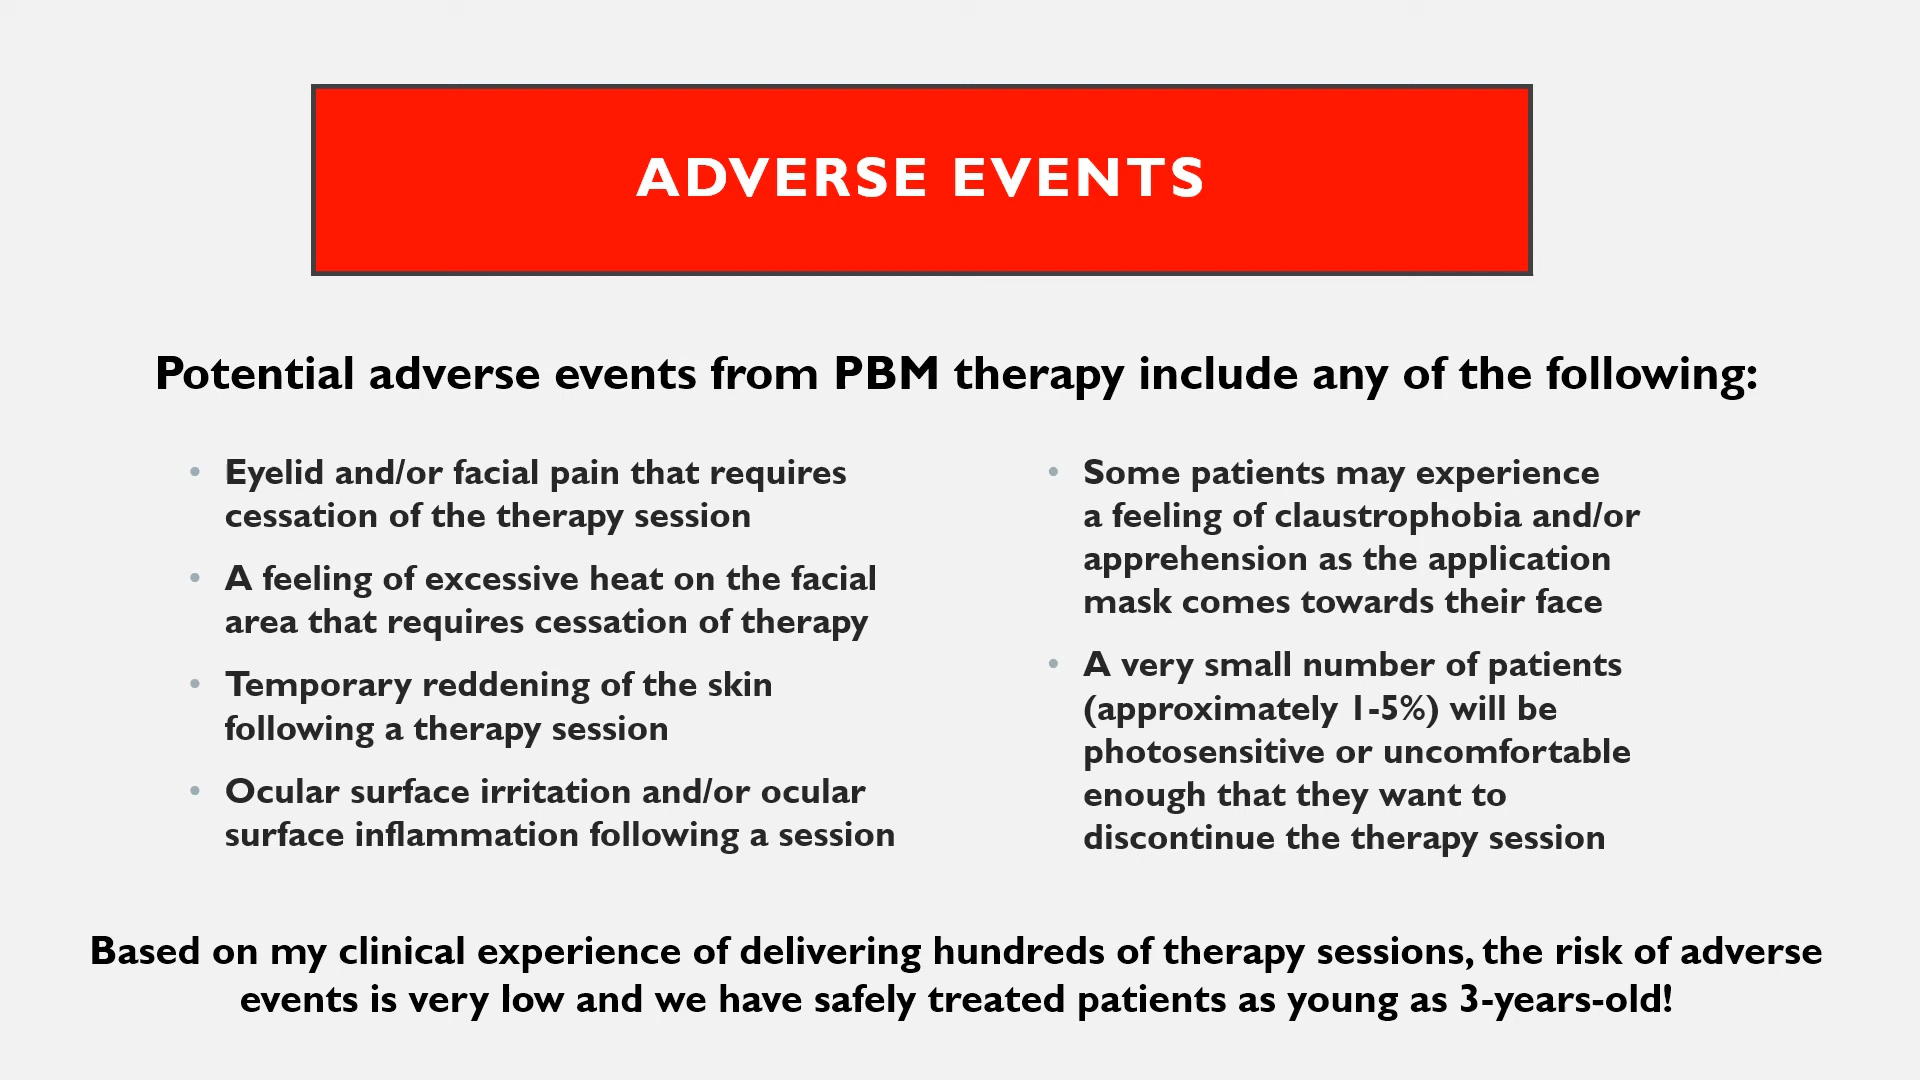 ADVERSE EVENTS
Potential adverse events from PBM therapy include any of the following:
• Eyelid and/or facial pain that requires
cessation of the therapy session
• A feeling of excessive heat on the facial
area that requires cessation of therapy
• Temporary reddening of the skin
following a therapy session
• Ocular surface irritation and/or ocular
surface inflammation following a session
• Some patients may experience
a feeling of claustrophobia and/or
apprehension as the application
mask comes towards their face
• A very small number of patients
(approximately 1-5%) will be
photosensitive or uncomfortable
enough that they want to
discontinue the therapy session
Based on my clinical experience of delivering hundreds of therapy sessions, the risk of adverse
events is very low and we have safely treated patients as young as 3-years-old!